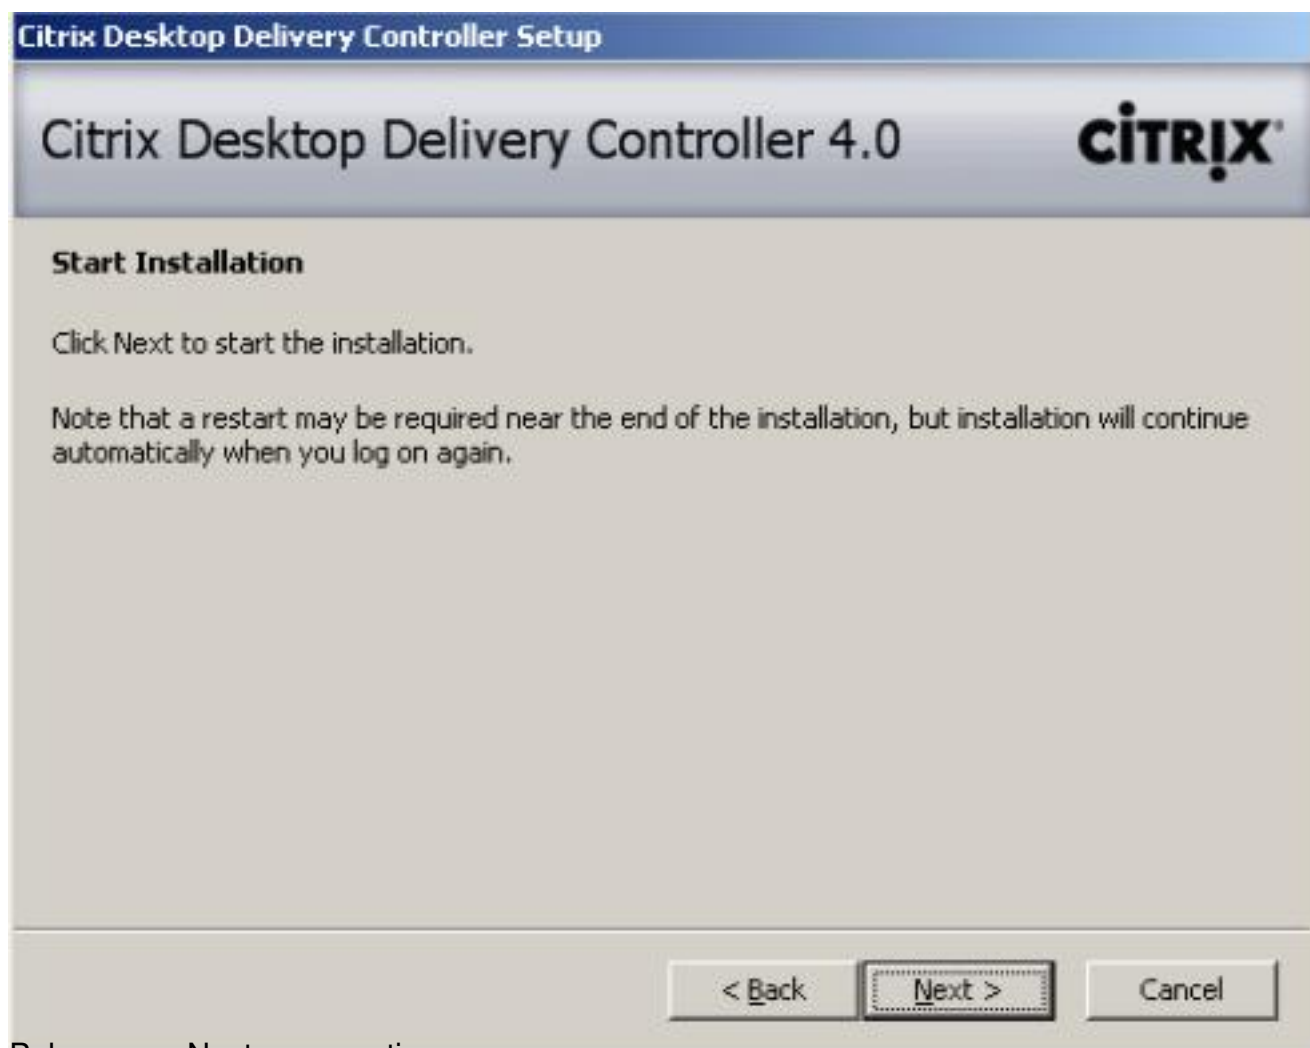 Citrix Desktop Delivery Controller Setup
Citrix Desktop Delivery Controller 4.0
CITRIX
Start Installation
Click Next to start the installation.
Note that a restart may be required near the end of the installation, but installation will continue
automatically when you log on again.
< Back
Next >
Cancel